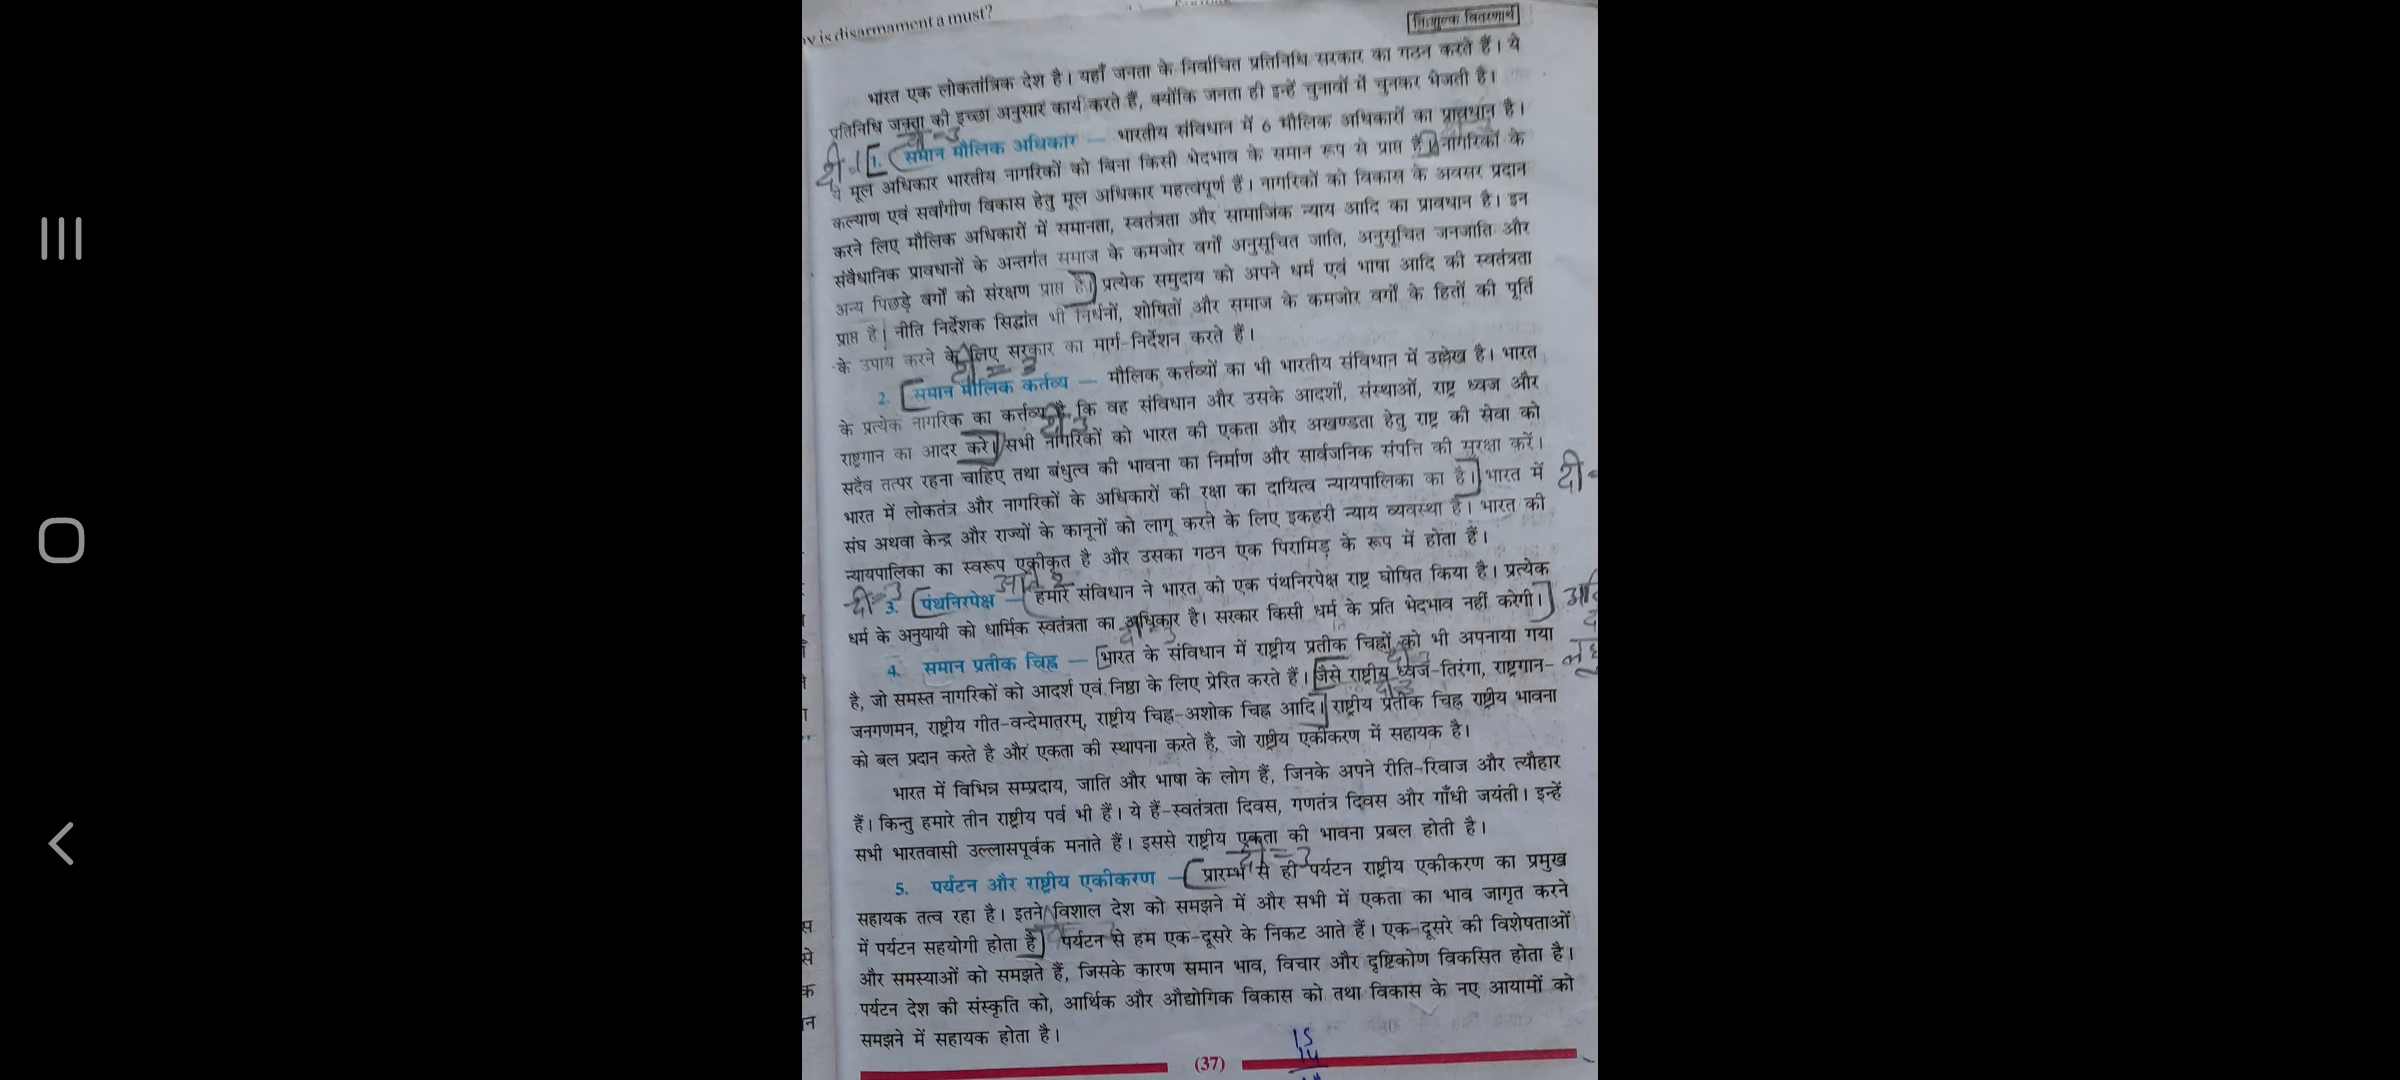 w is disarmament a must?
निःशुल्क वितरणार्थ
भारत एक लोकतांत्रिक देश है। यहाँ जनता के निर्वाचित प्रतिनिधि सरकार का गठन करते हैं। ये
प्रतिनिधि जनता की इच्छा अनुसार कार्य करते हैं, क्योंकि जनता ही इन्हें चुनावों में चुनकर भेजती है।
1. समान मौलिक अधिकार — भारतीय संविधान में 6 मौलिक अधिकारों का प्रावधान है।
ये मूल अधिकार भारतीय नागरिकों को बिना किसी भेदभाव के समान रूप से प्राप्त हैं। नागरिकों के
कल्याण एवं सर्वांगीण विकास हेतु मूल अधिकार महत्वपूर्ण हैं। नागरिकों को विकास के अवसर प्रदान
करने लिए मौलिक अधिकारों में समानता, स्वतंत्रता और सामाजिक न्याय आदि का प्रावधान है। इन
संवैधानिक प्रावधानों के अन्तर्गत समाज के कमजोर वर्गों अनुसूचित जाति, अनुसूचित जनजाति और
अन्य पिछड़े वर्गों को संरक्षण प्राप्त है। प्रत्येक समुदाय को अपने धर्म एवं भाषा आदि की स्वतंत्रता
प्राप्त है। नीति निर्देशक सिद्धांत भी निर्धनों, शोषितों और समाज के कमजोर वर्गों के हितों की पूर्ति
के उपाय करने के लिए सरकार का मार्ग-निर्देशन करते हैं।
दी = 3
2. समान मौलिक कर्तव्य — मौलिक कर्त्तव्यों का भी भारतीय संविधान में उल्लेख है। भारत
के प्रत्येक नागरिक का कर्त्तव्य है कि वह संविधान और उसके आदर्शों, संस्थाओं, राष्ट्र ध्वज और
राष्ट्रगान का आदर करे। सभी नागरिकों को भारत की एकता और अखण्डता हेतु राष्ट्र की सेवा को
सदैव तत्पर रहना चाहिए तथा बंधुत्व की भावना का निर्माण और सार्वजनिक संपत्ति की सुरक्षा करें।
भारत में लोकतंत्र और नागरिकों के अधिकारों की रक्षा का दायित्व न्यायपालिका का है। भारत में
संघ अथवा केन्द्र और राज्यों के कानूनों को लागू करने के लिए इकहरी न्याय व्यवस्था है। भारत की
न्यायपालिका का स्वरूप एकीकृत है और उसका गठन एक पिरामिड़ के रूप में होता हैं।
3. पंथनिरपेक्ष — हमारे संविधान ने भारत को एक पंथनिरपेक्ष राष्ट्र घोषित किया है। प्रत्येक
धर्म के अनुयायी को धार्मिक स्वतंत्रता का अधिकार है। सरकार किसी धर्म के प्रति भेदभाव नहीं करेगी।
4. समान प्रतीक चिह्न — भारत के संविधान में राष्ट्रीय प्रतीक चिह्नों को भी अपनाया गया
है, जो समस्त नागरिकों को आदर्श एवं निष्ठा के लिए प्रेरित करते हैं। जैसे राष्ट्रीय ध्वज-तिरंगा, राष्ट्रगान-
जनगणमन, राष्ट्रीय गीत-वन्देमातरम्, राष्ट्रीय चिह्न-अशोक चिह्न आदि। राष्ट्रीय प्रतीक चिह्न राष्ट्रीय भावना
को बल प्रदान करते है और एकता की स्थापना करते है, जो राष्ट्रीय एकीकरण में सहायक है।
भारत में विभिन्न सम्प्रदाय, जाति और भाषा के लोग हैं, जिनके अपने रीति-रिवाज और त्यौहार
हैं। किन्तु हमारे तीन राष्ट्रीय पर्व भी हैं। ये हैं-स्वतंत्रता दिवस, गणतंत्र दिवस और गाँधी जयंती। इन्हें
सभी भारतवासी उल्लासपूर्वक मनाते हैं। इससे राष्ट्रीय एकता की भावना प्रबल होती है।
5. पर्यटन और राष्ट्रीय एकीकरण — प्रारम्भ से ही पर्यटन राष्ट्रीय एकीकरण का प्रमुख
सहायक तत्व रहा है। इतने विशाल देश को समझने में और सभी में एकता का भाव जागृत करने
में पर्यटन सहयोगी होता है। पर्यटन से हम एक-दूसरे के निकट आते हैं। एक-दूसरे की विशेषताओं
और समस्याओं को समझते हैं, जिसके कारण समान भाव, विचार और दृष्टिकोण विकसित होता है।
पर्यटन देश की संस्कृति को, आर्थिक और औद्योगिक विकास को तथा विकास के नए आयामों को
समझने में सहायक होता है।
15
14
(37)